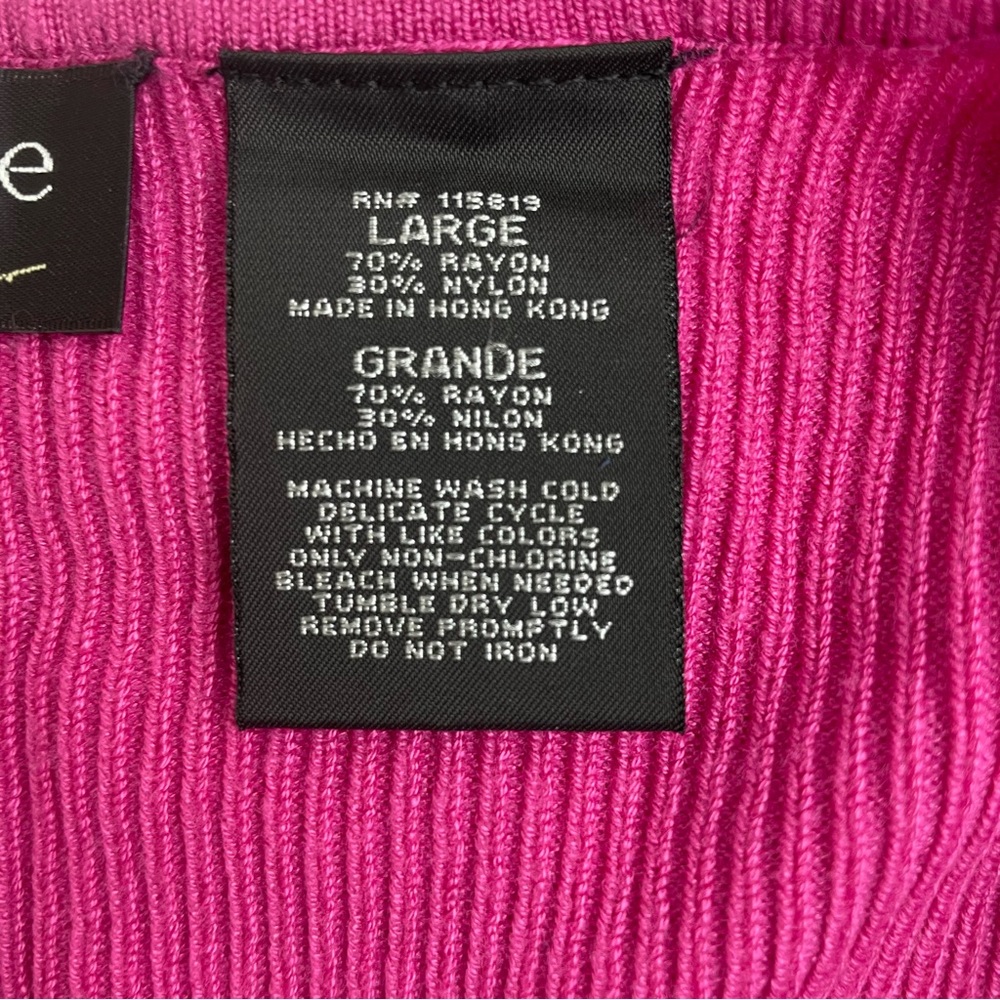 e
RN# 115819
LARGE
70% RAYON
30% NYLON
MADE IN HONG KONG
GRANDE
70% RAYON
30% NILON
HECHO EN HONG KONG
MACHINE WASH COLD
DELICATE CYCLE
WITH LIKE COLORS
ONLY NON-CHLORINE
BLEACH WHEN NEEDED
TUMBLE DRY LOW
REMOVE PROMPTLY
DO NOT IRON